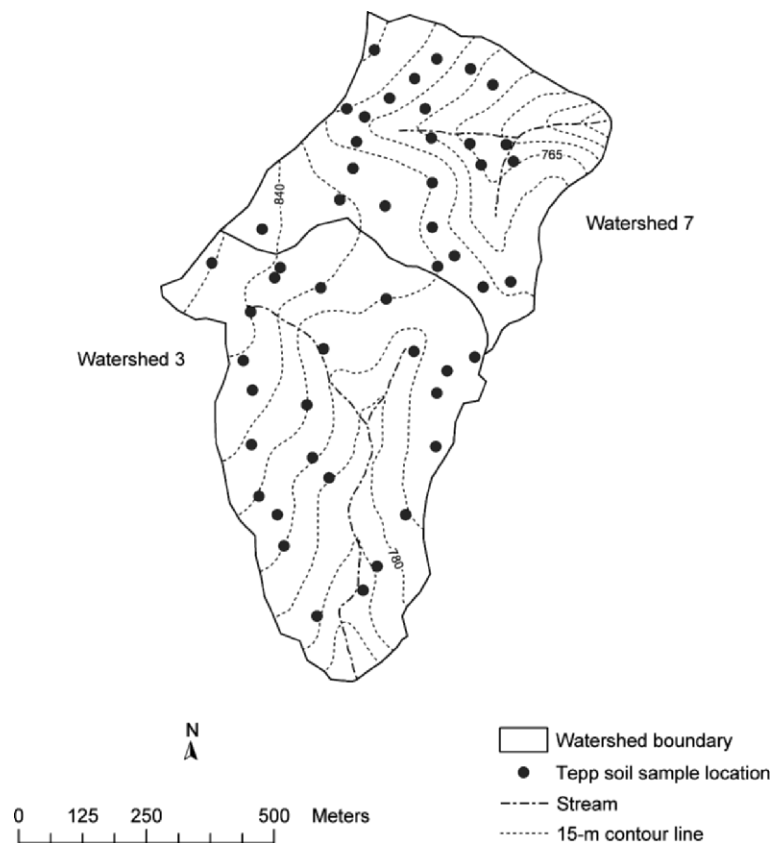 765
840
Watershed 7
Watershed 3
780
N
0 125 250 500 Meters
Watershed boundary
Tepp soil sample location
Stream
15-m contour line